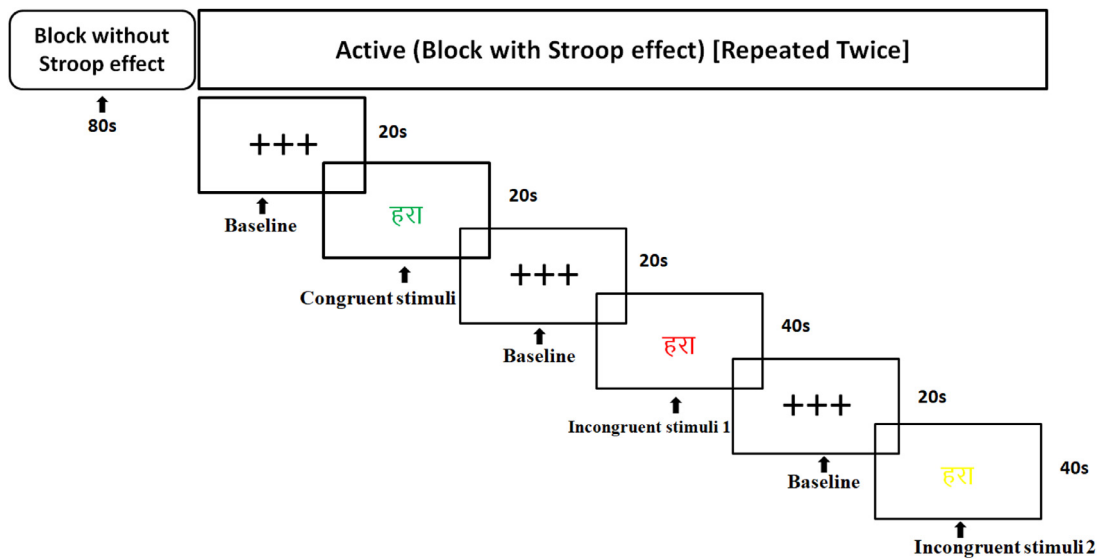 Block without
Stroop effect
Active (Block with Stroop effect) [Repeated Twice]
80s
+++
20s
Baseline
हरा
20s
Congruent stimuli
+++
20s
Baseline
हरा
40s
Incongruent stimuli 1
+++
20s
Baseline
हरा
40s
Incongruent stimuli 2